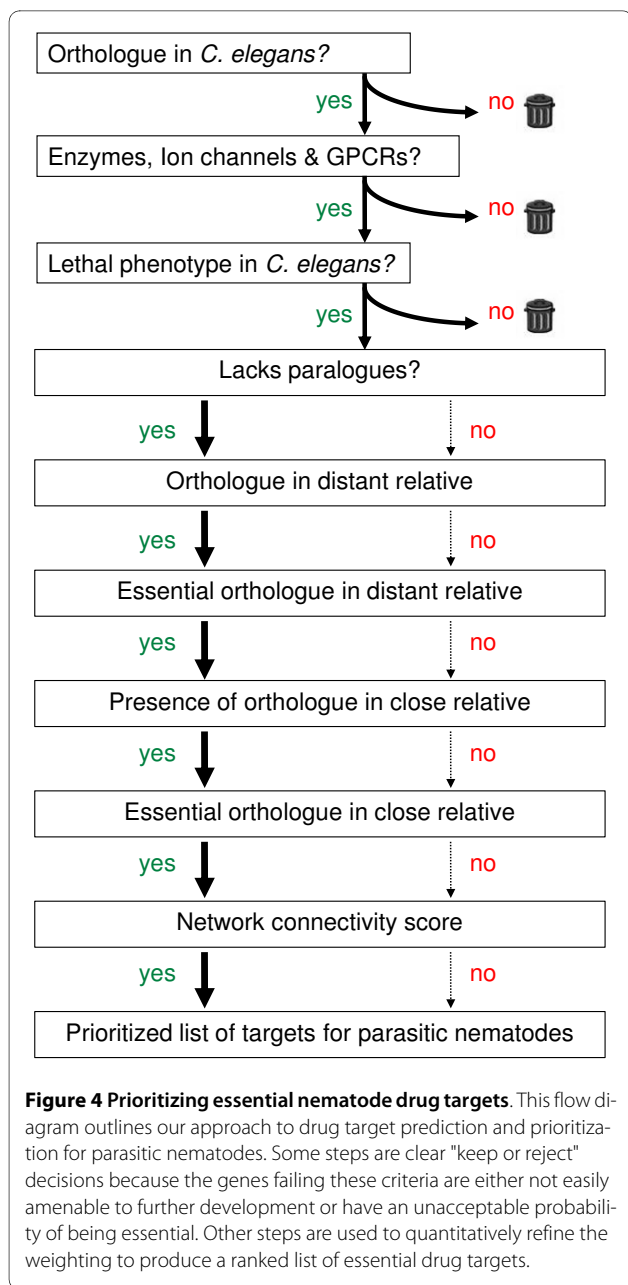 Orthologue in C. elegans?
yes
no
Enzymes, Ion channels & GPCRs?
yes
no
Lethal phenotype in C. elegans?
yes
no
Lacks paralogues?
yes
no
Orthologue in distant relative
yes
no
Essential orthologue in distant relative
yes
no
Presence of orthologue in close relative
yes
no
Essential orthologue in close relative
yes
no
Network connectivity score
yes
no
Prioritized list of targets for parasitic nematodes
Figure 4 Prioritizing essential nematode drug targets. This flow di-
agram outlines our approach to drug target prediction and prioritiza-
tion for parasitic nematodes. Some steps are clear "keep or reject"
decisions because the genes failing these criteria are either not easily
amenable to further development or have an unacceptable probabili-
ty of being essential. Other steps are used to quantitatively refine the
weighting to produce a ranked list of essential drug targets.